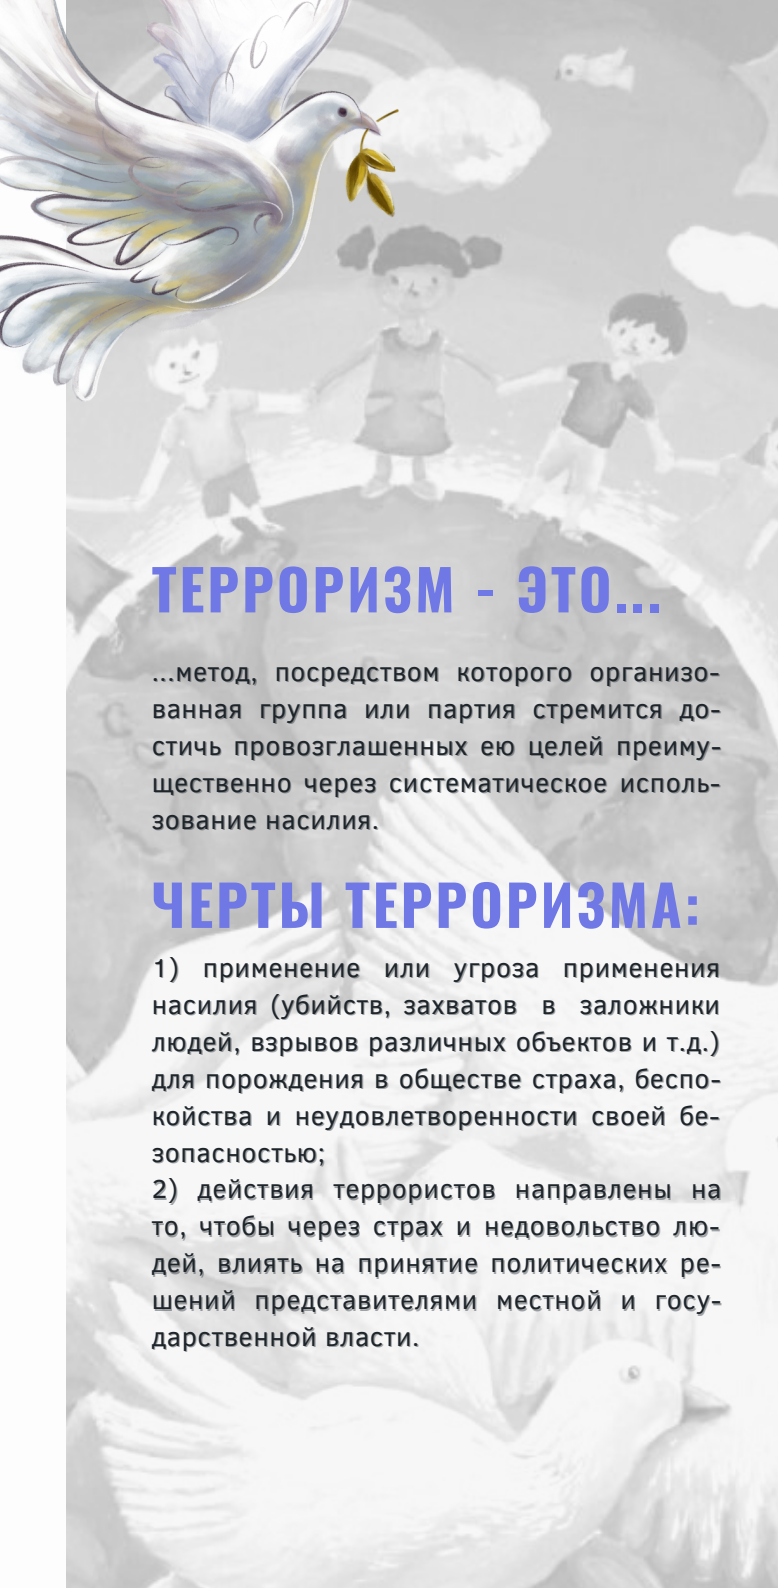 ТЕРРОРИЗМ - ЭТО...
...метод, посредством которого организо-
ванная группа или партия стремится до-
стичь провозглашенных ею целей преиму-
щественно через систематическое исполь-
зование насилия.
ЧЕРТЫ ТЕРРОРИЗМА:
1) применение или угроза применения
насилия (убийств, захватов в заложники
людей, взрывов различных объектов и т.д.)
для порождения в обществе страха, беспо-
койства и неудовлетворенности своей бе-
зопасностью;
2) действия террористов направлены на
то, чтобы через страх и недовольство лю-
дей, влиять на принятие политических ре-
шений представителями местной и госу-
дарственной власти.